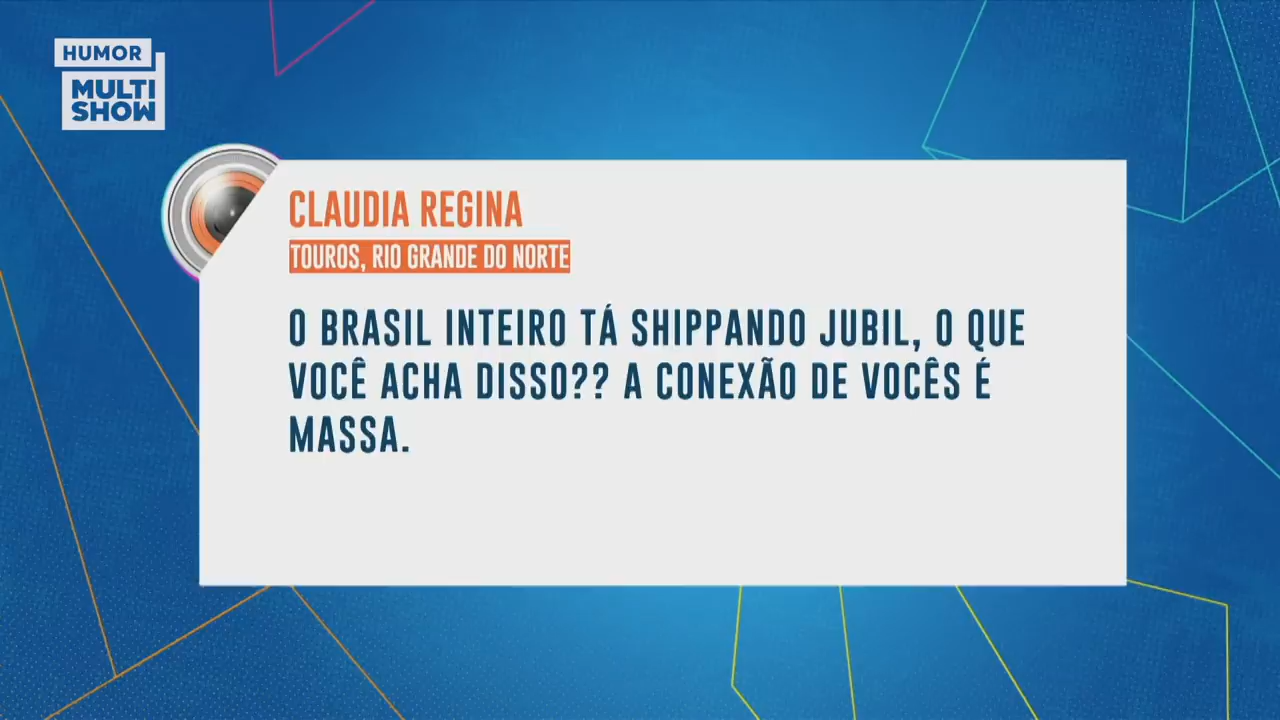 HUMOR
MULTI
SHOW
CLAUDIA REGINA
TOUROS, RIO GRANDE DO NORTE
O BRASIL INTEIRO TÁ SHIPPANDO JUBIL, O QUE
VOCÊ ACHA DISSO?? A CONEXÃO DE VOCÊS É
MASSA.